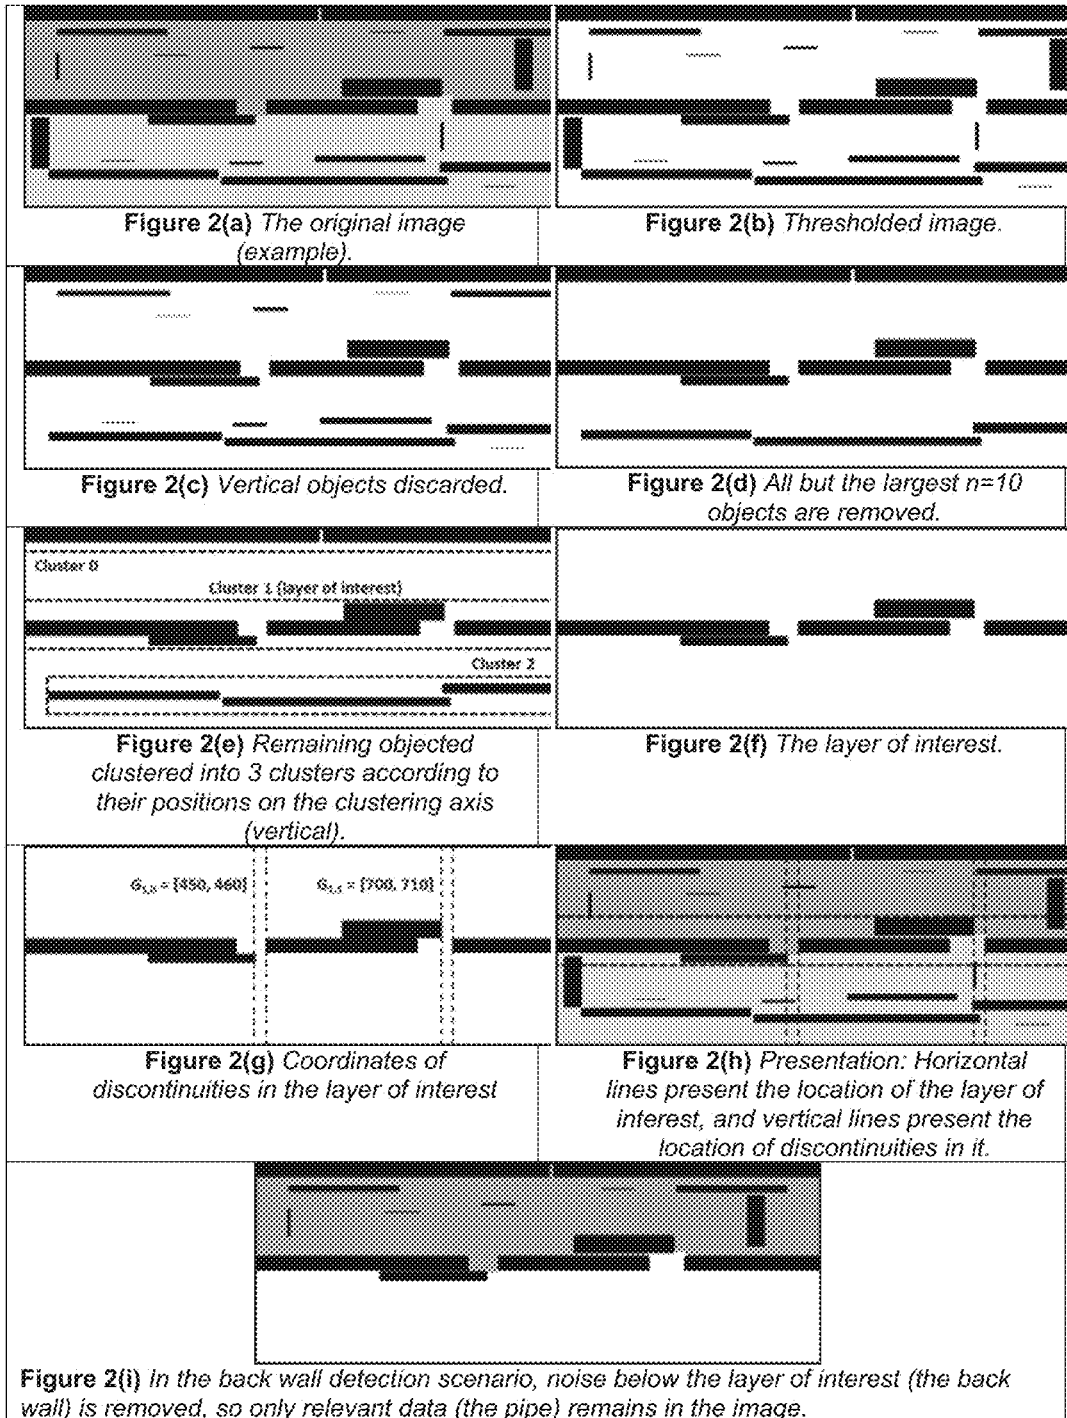 Figure 2(a) The original image
(example).
Figure 2(b) Thresholded image.
Figure 2(c) Vertical objects discarded.
Figure 2(d) All but the largest n=10
objects are removed.
Cluster 0
Cluster 1 (layer of interest)
Cluster 2
Figure 2(e) Remaining objected
clustered into 3 clusters according to
their positions on the clustering axis
(vertical).
Figure 2(f) The layer of interest.
= [450, 460]
= [700, 710]
Figure 2(g) Coordinates of
discontinuities in the layer of interest
Figure 2(h) Presentation: Horizontal
lines present the location of the layer of
interest, and vertical lines present the
location of discontinuities in it.
Figure 2(i) In the back wall detection scenario, noise below the layer of interest (the back
wall) is removed, so only relevant data (the pipe) remains in the image.